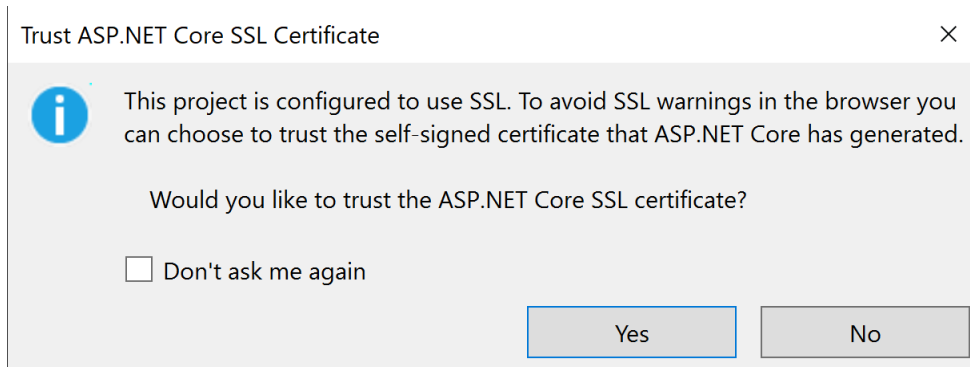 Trust ASP.NET Core SSL Certificate
This project is configured to use SSL. To avoid SSL warnings in the browser you
can choose to trust the self-signed certificate that ASP.NET Core has generated.
Would you like to trust the ASP.NET Core SSL certificate?
Don't ask me again
Yes No